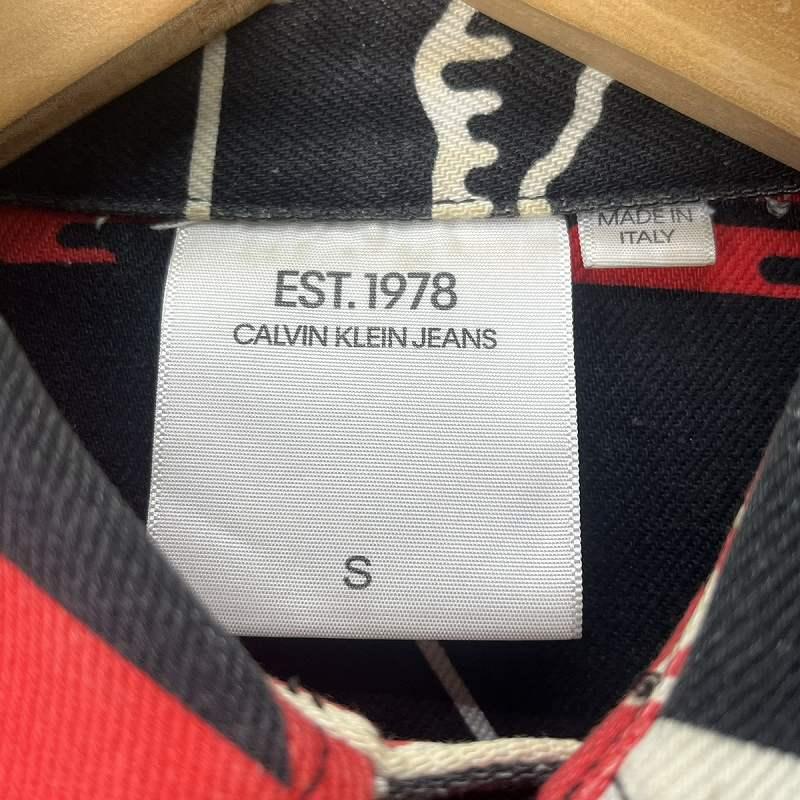 EST. 1978
CALVIN KLEIN JEANS
S
MADE IN
ITALY